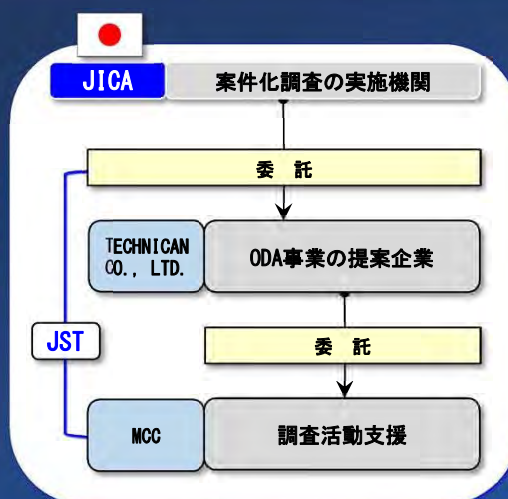 JICA
案件化調査の実施機関
委 託
TECHNICAN
CO., LTD.
ODA事業の提案企業
JST
委 託
MCC
調査活動支援